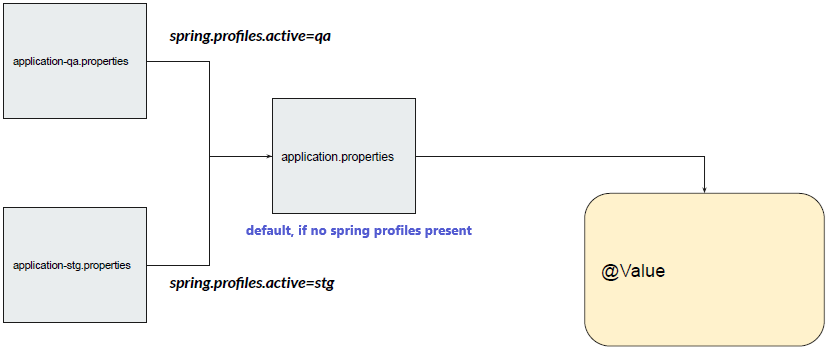 spring.profiles.active=qa
application-qa.properties
application.properties
default, if no spring profiles present
application-stg.properties
spring.profiles.active=stg
@Value